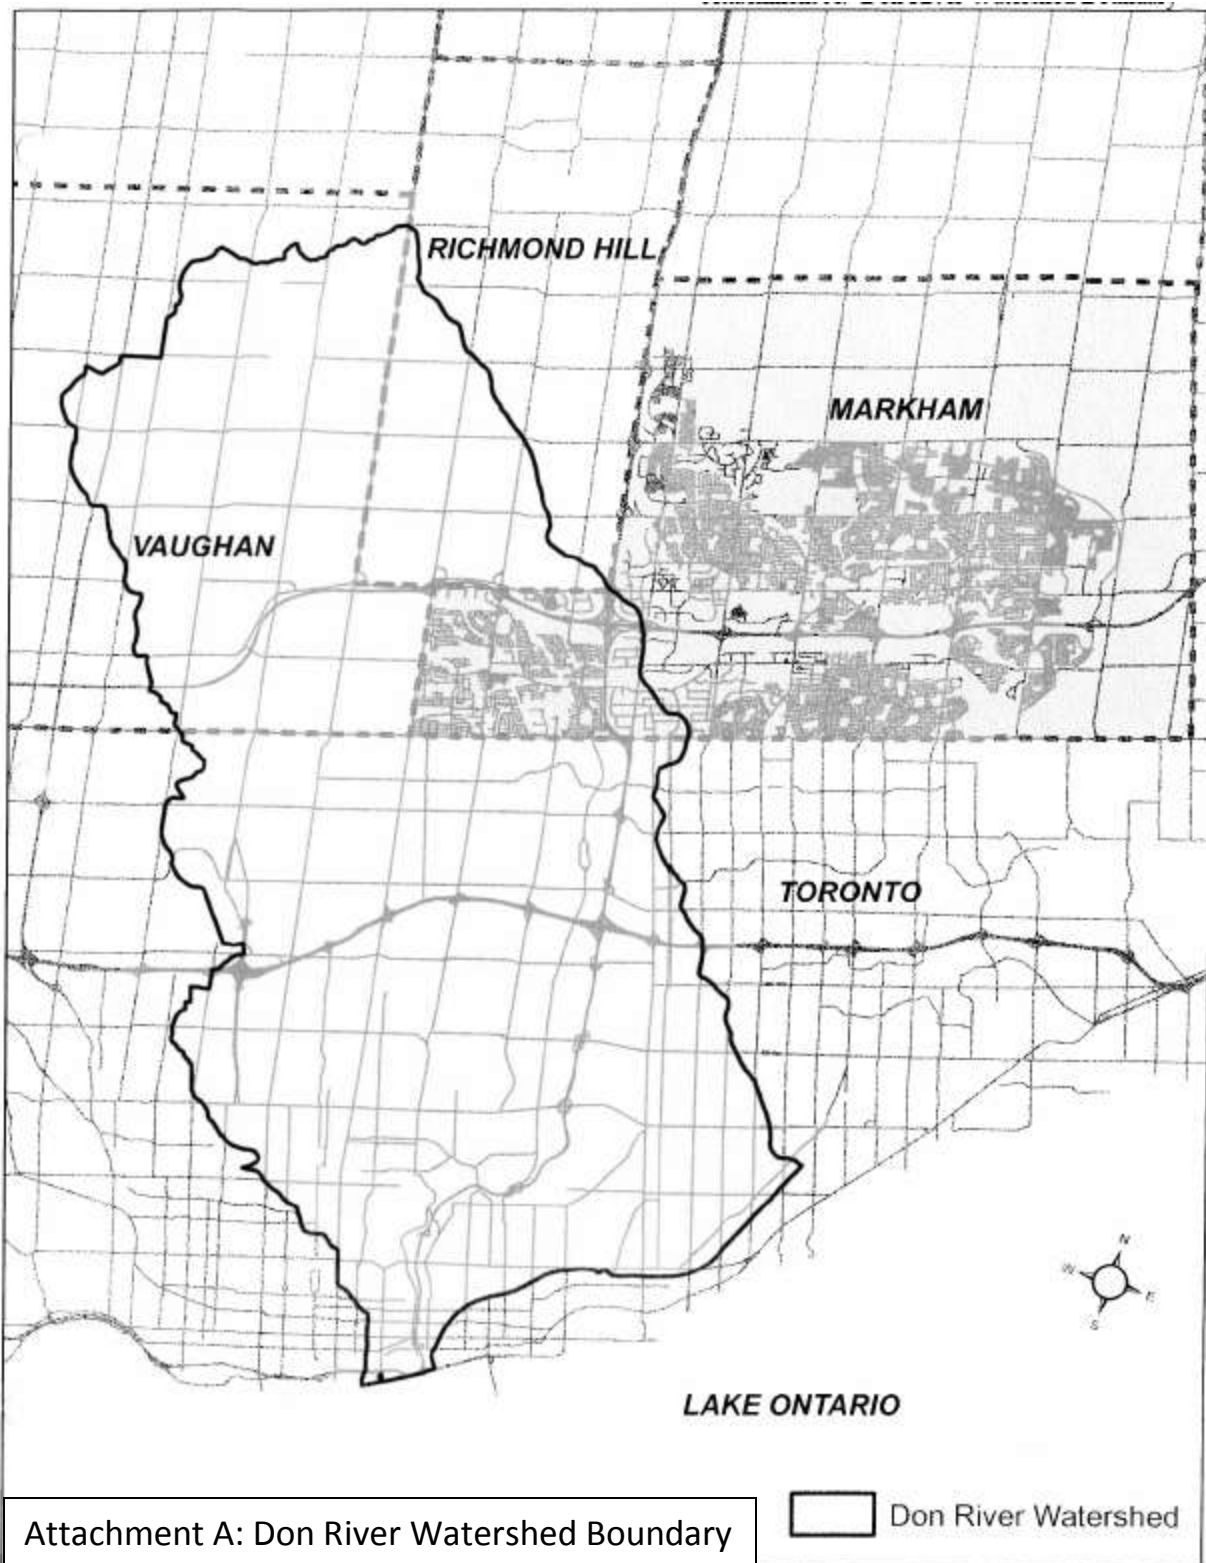 RICHMOND HILL
MARKHAM
VAUGHAN
TORONTO
N
W
E
S
LAKE ONTARIO
Don River Watershed
Attachment A: Don River Watershed Boundary